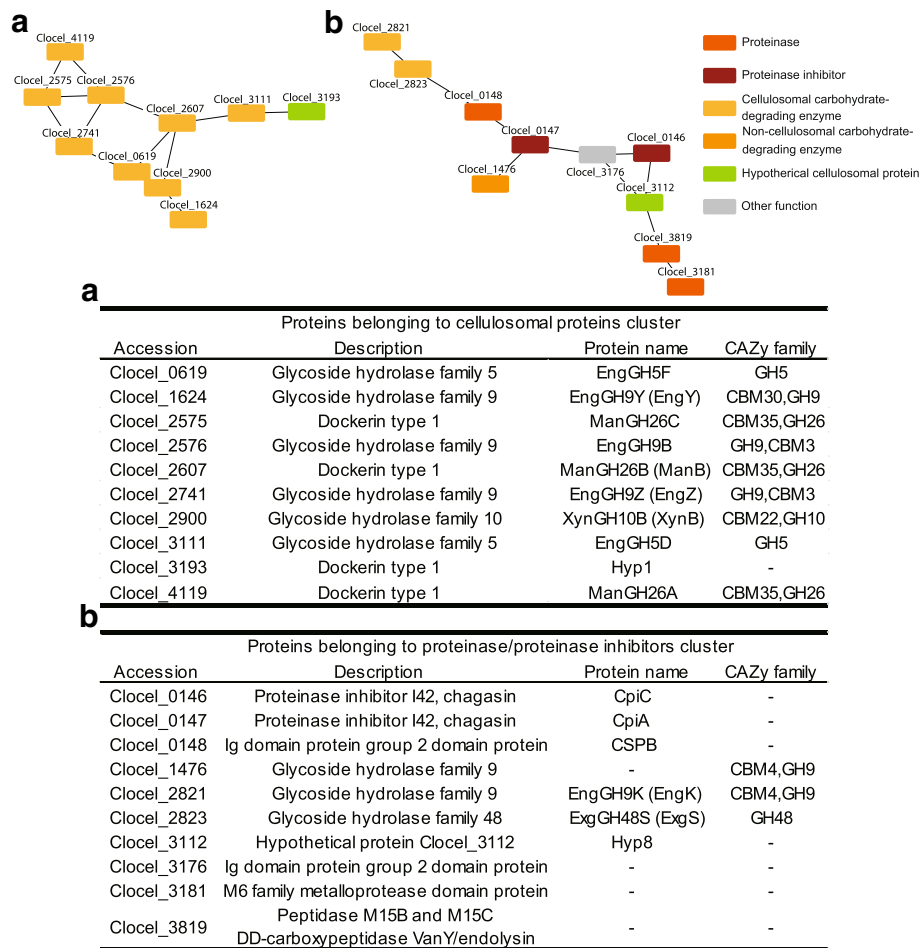 a
Clocel_4119
Clocel_2575
Clocel_2576
Clocel_2607
Clocel_3111
Clocel_3193
Clocel_2741
Clocel_0619
Clocel_2900
Clocel_1624
b
Clocel_2821
Clocel_2823
Clocel_0148
Clocel_0147
Clocel_0146
Clocel_1476
Clocel_3176
Clocel_3112
Clocel_3819
Clocel_3181
Proteinase
Proteinase inhibitor
Cellulosomal carbohydrate-
degrading enzyme
Non-cellulosomal carbohydrate-
degrading enzyme
Hypotherical cellulosomal protein
Other function
a
Proteins belonging to cellulosomal proteins cluster
Accession Description Protein name CAZy family
Clocel_0619 Glycoside hydrolase family 5 EngGH5F GH5
Clocel_1624 Glycoside hydrolase family 9 EngGH9Y (EngY) CBM30,GH9
Clocel_2575 Dockerin type 1 ManGH26C CBM35,GH26
Clocel_2576 Glycoside hydrolase family 9 EngGH9B GH9,CBM3
Clocel_2607 Dockerin type 1 ManGH26B (ManB) CBM35,GH26
Clocel_2741 Glycoside hydrolase family 9 EngGH9Z (EngZ) GH9,CBM3
Clocel_2900 Glycoside hydrolase family 10 XynGH10B (XynB) CBM22,GH10
Clocel_3111 Glycoside hydrolase family 5 EngGH5D GH5
Clocel_3193 Dockerin type 1 Hyp1 -
Clocel_4119 Dockerin type 1 ManGH26A CBM35,GH26
b
Proteins belonging to proteinase/proteinase inhibitors cluster
Accession Description Protein name CAZy family
Clocel_0146 Proteinase inhibitor I42, chagasin CpiC -
Clocel_0147 Proteinase inhibitor I42, chagasin CpiA -
Clocel_0148 Ig domain protein group 2 domain protein CSPB -
Clocel_1476 Glycoside hydrolase family 9 - CBM4,GH9
Clocel_2821 Glycoside hydrolase family 9 EngGH9K (EngK) CBM4,GH9
Clocel_2823 Glycoside hydrolase family 48 ExgGH48S (ExgS) GH48
Clocel_3112 Hypothetical protein Clocel_3112 Hyp8 -
Clocel_3176 Ig domain protein group 2 domain protein - -
Clocel_3181 M6 family metalloprotease domain protein - -
Clocel_3819 Peptidase M15B and M15C - -
DD-carboxypeptidase VanY/endolysin